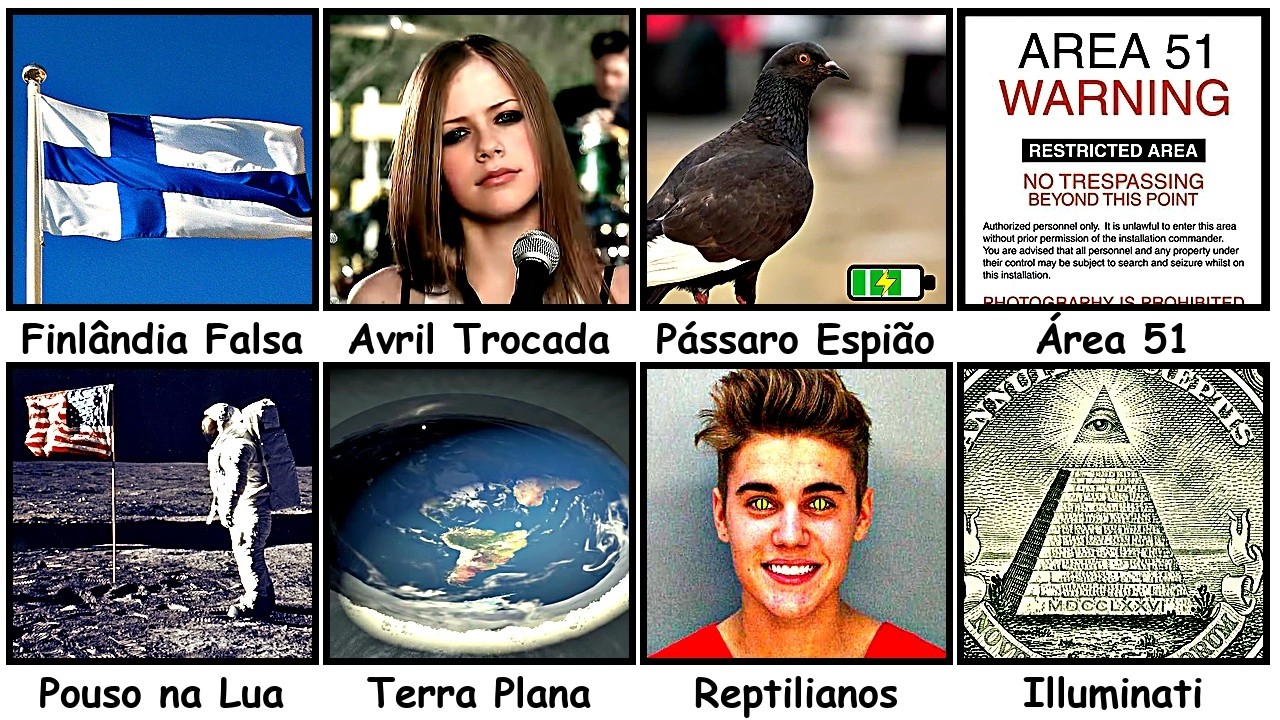 AREA 51
WARNING
RESTRICTED AREA
NO TRESPASSING
BEYOND THIS POINT
Authorized personnel only. It is unlawful to enter this area
without prior permission of the installation commander.
You are advised that all personnel and any property under
their control may be subject to search and seizure whilst on
this installation.
PHOTOGRAPHY IS PROHIBITED
Finlândia Falsa
Avril Trocada
Pássaro Espião
Área 51
MDCCLXXVI
Pouso na Lua
Terra Plana
Reptilianos
Illuminati